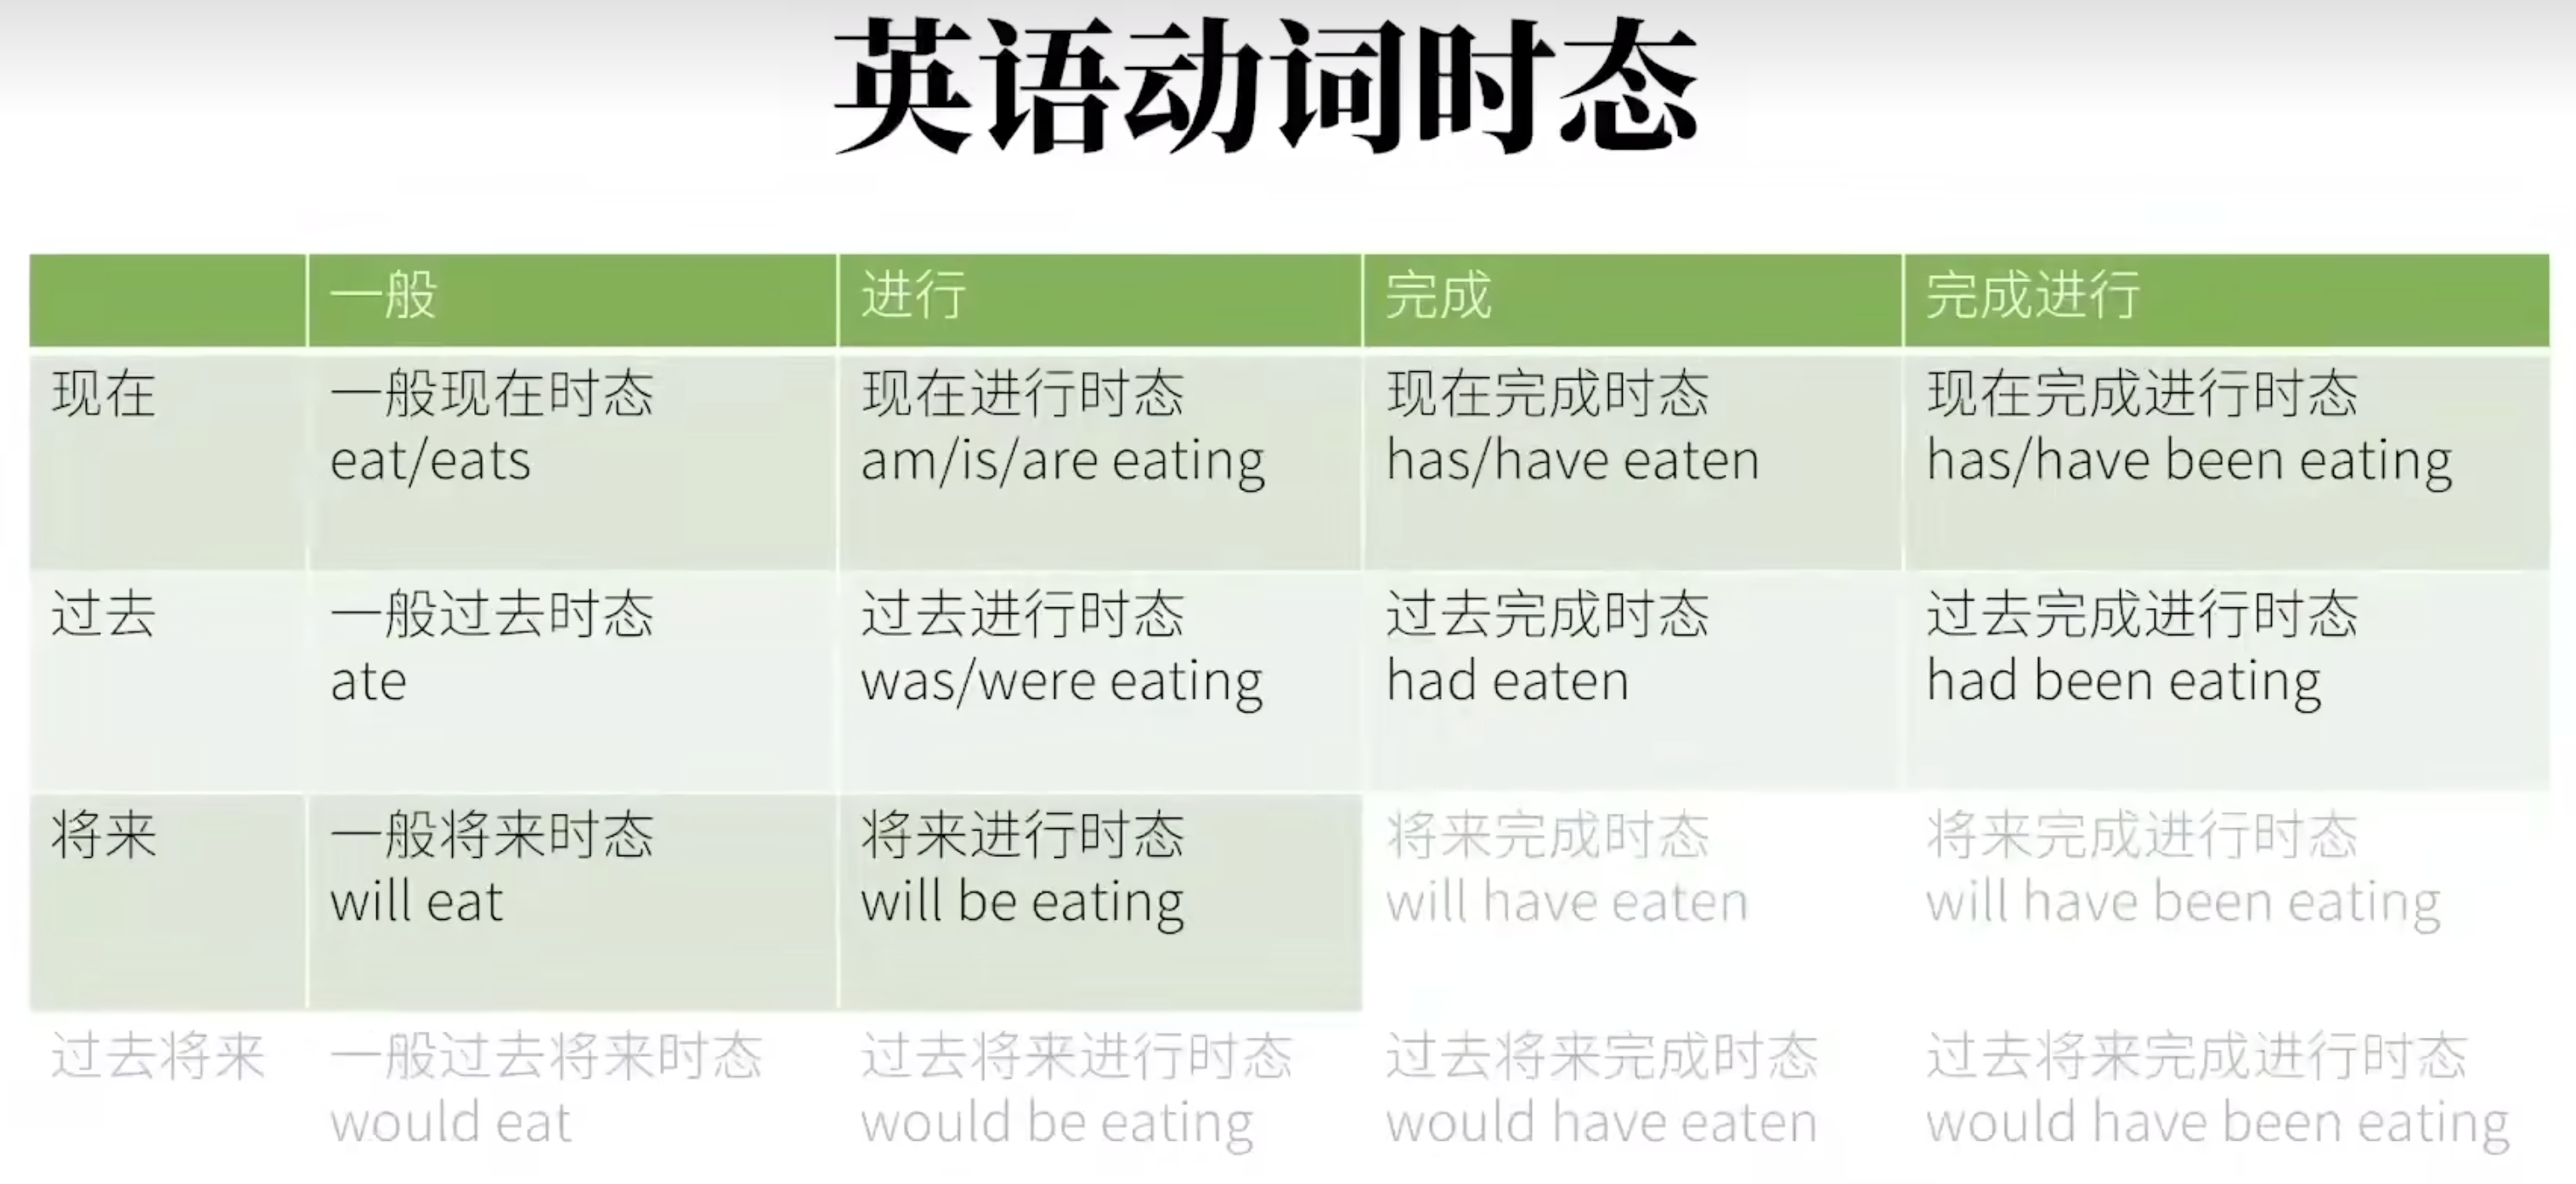 英语动词时态
一般 进行 完成 完成进行
现在 一般现在时态 现在进行时态 现在完成时态 现在完成进行时态
eat/eats am/is/are eating has/have eaten has/have been eating
过去 一般过去时态 过去进行时态 过去完成时态 过去完成进行时态
ate was/were eating had eaten had been eating
将来 一般将来时态 将来进行时态 将来完成时态 将来完成进行时态
will eat will be eating will have eaten will have been eating
过去将来 一般过去将来时态 过去将来进行时态 过去将来完成时态 过去将来完成进行时态
would eat would be eating would have eaten would have been eating